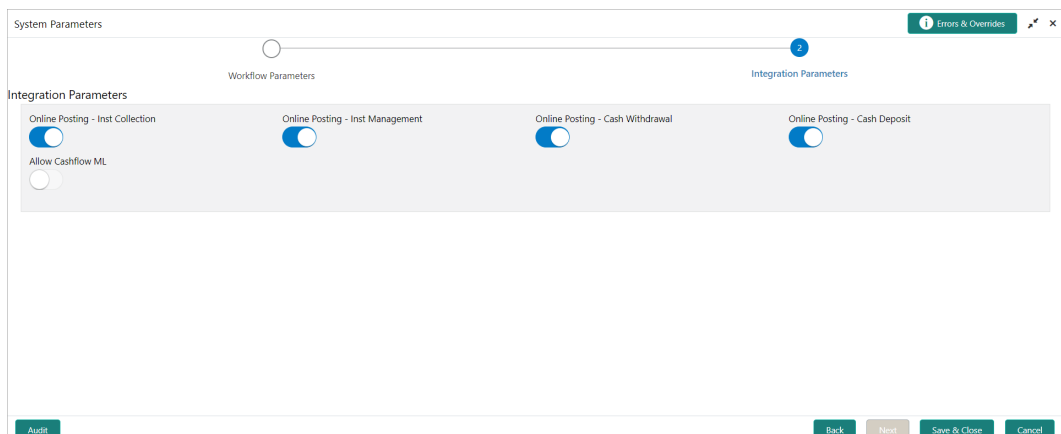 System Parameters
Errors & Overrides
2
Workflow Parameters
Integration Parameters
Integration Parameters
Online Posting - Inst Collection
Online Posting - Inst Management
Online Posting - Cash Withdrawal
Online Posting - Cash Deposit
Allow Cashflow ML
Audit
Back
Next
Save & Close
Cancel